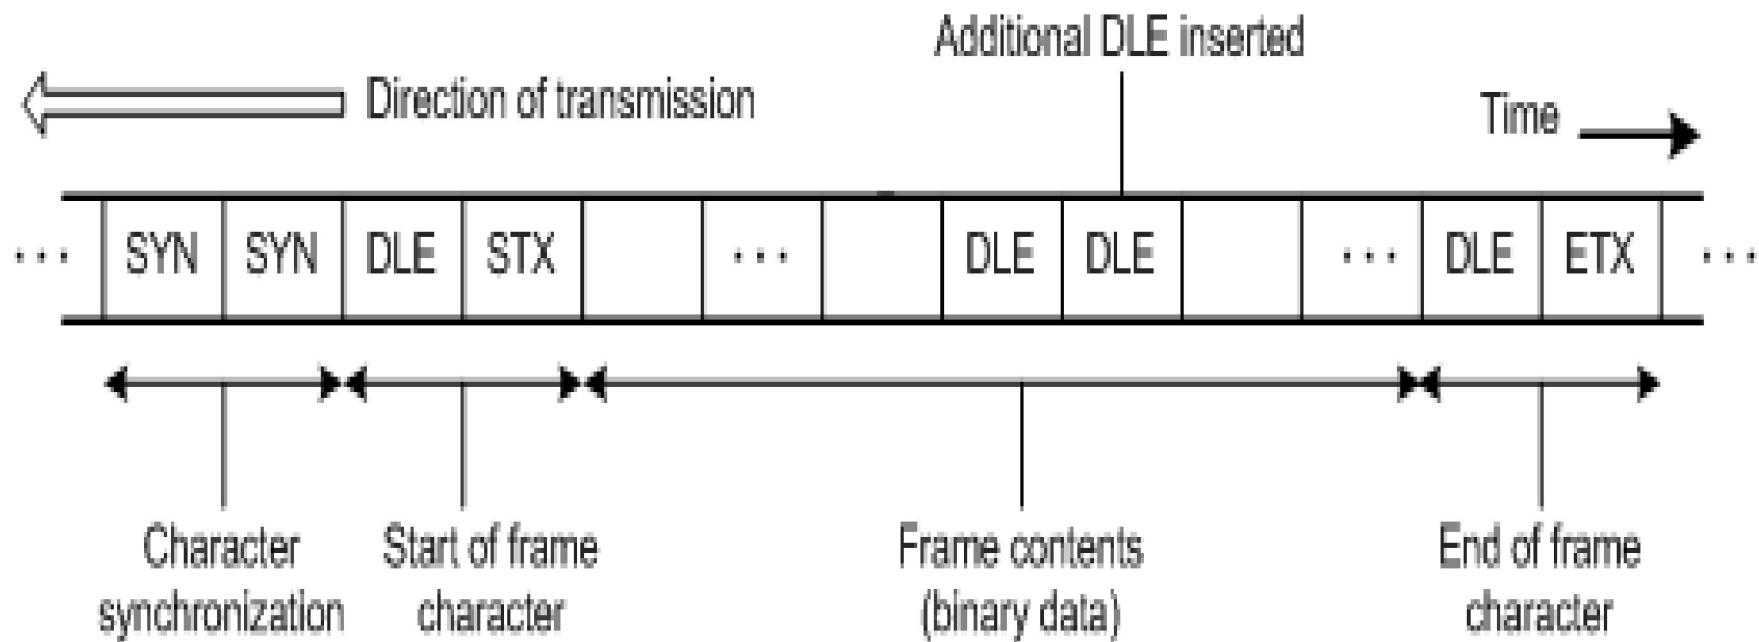 Additional DLE inserted
Direction of transmission
Time
... SYN SYN DLE STX ... DLE DLE ... DLE ETX ...
Character synchronization
Start of frame character
Frame contents (binary data)
End of frame character